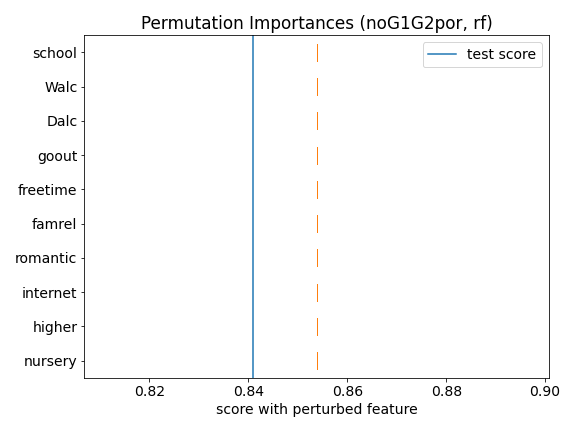 Permutation Importances (noG1G2por, rf)
test score
school
Walc
Dalc
goout
freetime
famrel
romantic
internet
higher
nursery
0.82 0.84 0.86 0.88 0.90
score with perturbed feature